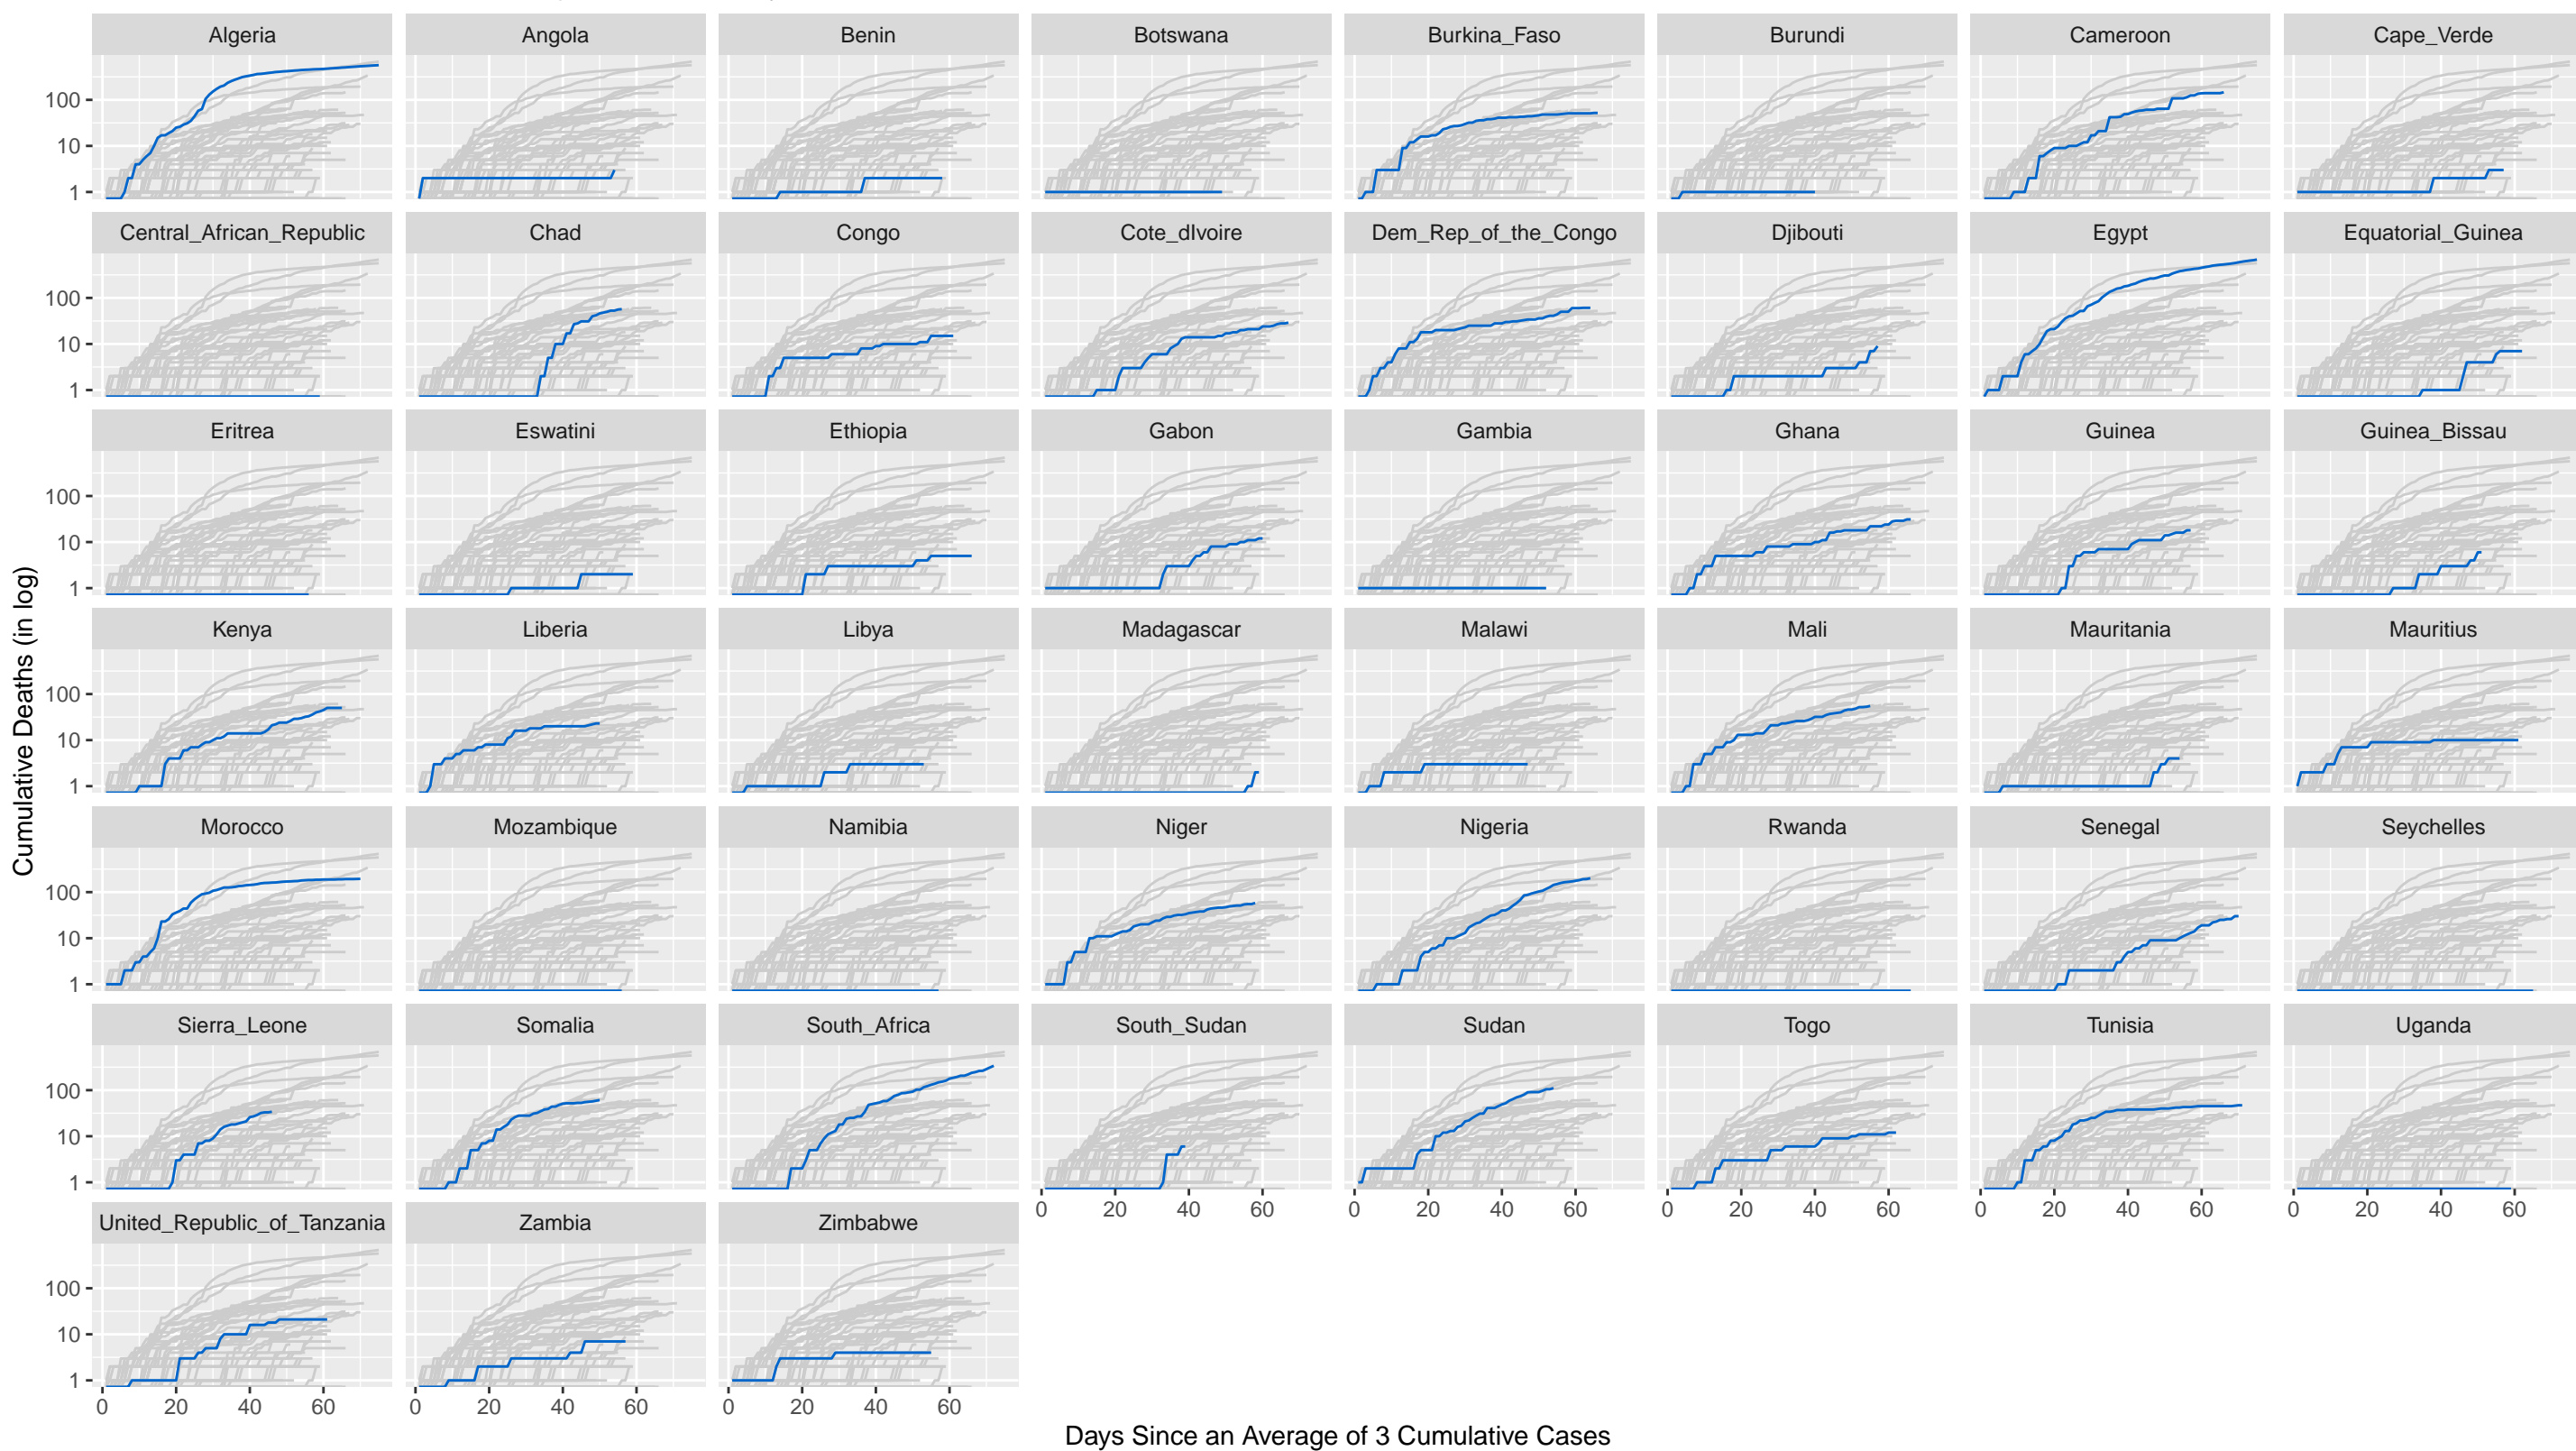 Algeria Angola Benin Botswana Burkina_Faso Burundi Cameroon Cape_Verde
100
10
1
Central_African_Republic Chad Congo Cote_dIvoire Dem_Rep_of_the_Congo Djibouti Egypt Equatorial_Guinea
100
10
1
Eritrea Eswatini Ethiopia Gabon Gambia Ghana Guinea Guinea_Bissau
100
10
1
Cumulative Deaths (in log)
Kenya Liberia Libya Madagascar Malawi Mali Mauritania Mauritius
100
10
1
Morocco Mozambique Namibia Niger Nigeria Rwanda Senegal Seychelles
100
10
1
Sierra_Leone Somalia South_Africa South_Sudan Sudan Togo Tunisia Uganda
100
10
1
0 20 40 60 0 20 40 60 0 20 40 60 0 20 40 60 0 20 40 60
United_Republic_of_Tanzania Zambia Zimbabwe
100
10
1
0 20 40 60 0 20 40 60 0 20 40 60
Days Since an Average of 3 Cumulative Cases